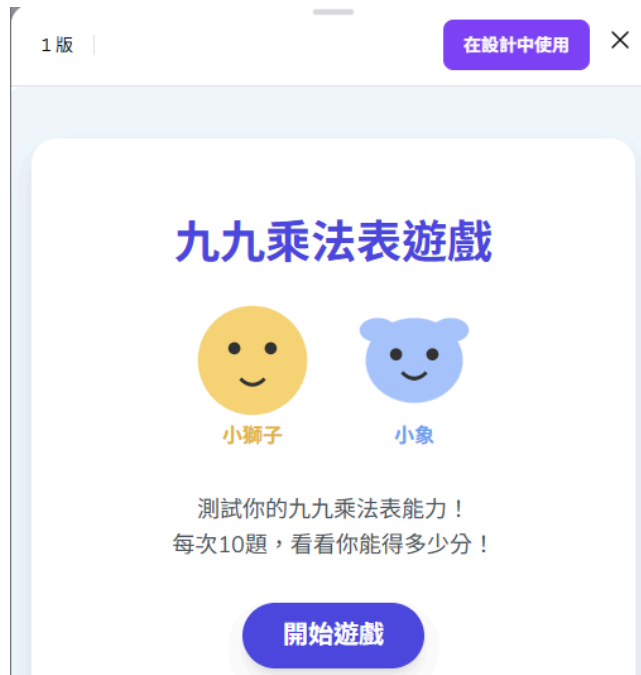 1 版
在設計中使用
九九乘法表遊戲
小獅子
小象
測試你的九九乘法表能力！
每次10題，看看你能得多少分！
開始遊戲